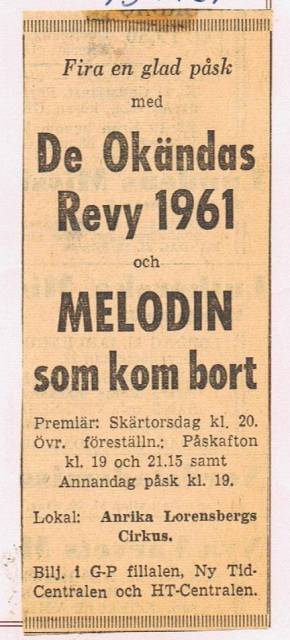 Fira en glad påsk
med
De Okändas
Revy 1961
och
MELODIN
som kom bort
Premiär: Skärtorsdag kl. 20.
Övr. föreställn.: Påskafton
kl. 19 och 21.15 samt
Annandag påsk kl. 19.
Lokal: Anrika Lorensbergs
Cirkus.
Bilj. i G-P filialen, Ny Tid-
Centralen och HT-Centralen.